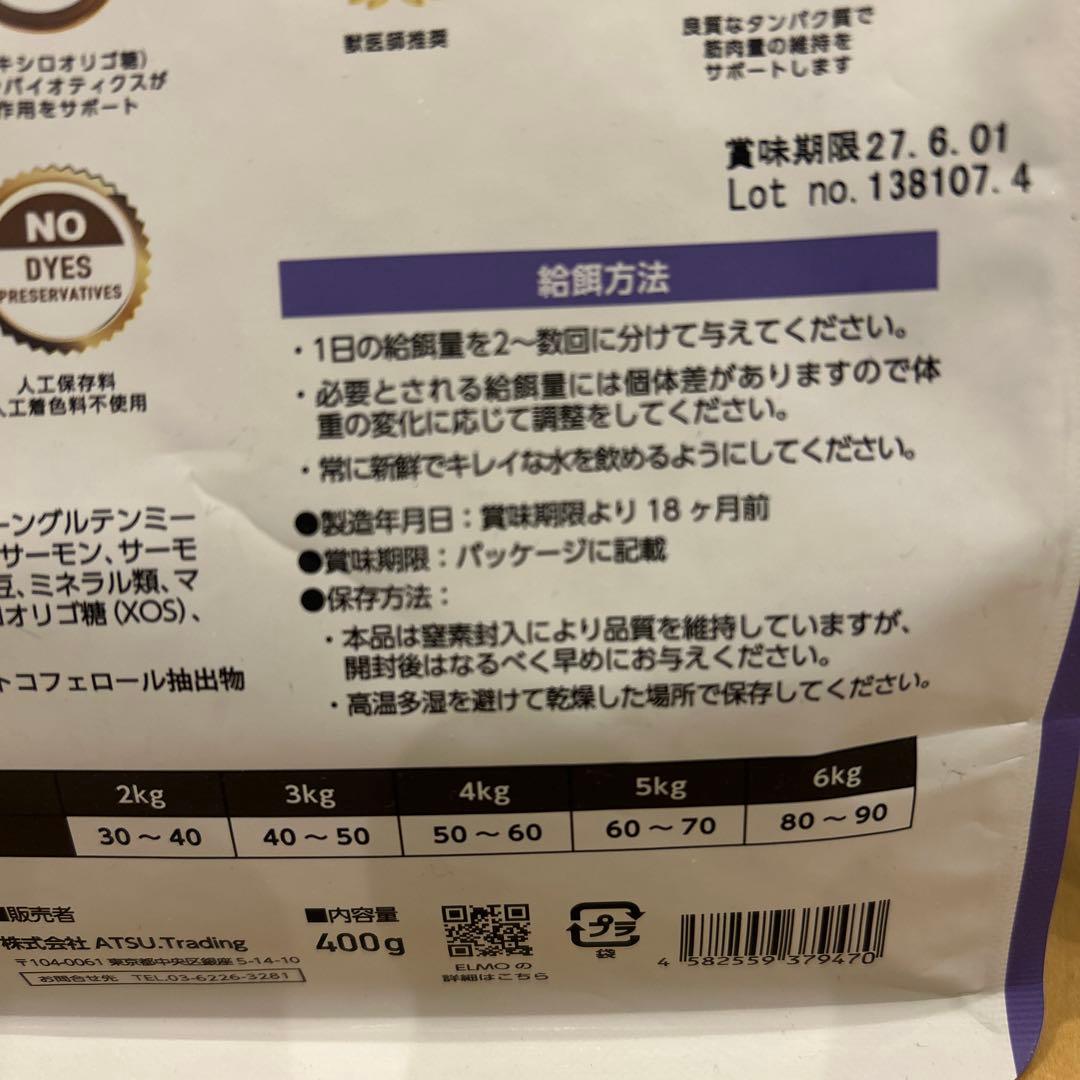 キシロオリゴ糖)
バイオティクスが
作用をサポート
獣医師推奨
良質なタンパク質で
筋肉量の維持を
サポートします
賞味期限27.6.01
Lot no.138107.4
NO
DYES
PRESERVATIVES
人工保存料
人工着色料不使用
給餌方法
・1日の給餌量を2〜数回に分けて与えてください。
・必要とされる給餌量には個体差がありますので体
重の変化に応じて調整をしてください。
・常に新鮮でキレイな水を飲めるようにしてください。
●製造年月日：賞味期限より18ヶ月前
●賞味期限：パッケージに記載
●保存方法：
・本品は窒素封入により品質を維持していますが、
開封後はなるべく早めにお与えください。
・高温多湿を避けて乾燥した場所で保存してください。
ーングルテンミー
サーモン、サーモ
豆、ミネラル類、マ
オリゴ糖(XOS)、
トコフェロール抽出物
2kg 3kg 4kg 5kg 6kg
30〜40 40〜50 50〜60 60〜70 80〜90
■販売者
株式会社 ATSU.Trading
〒104-0061 東京都中央区銀座5-14-10
お問合せ先 TEL.03-6226-3281
■内容量
400g
ELMOの
詳細はこちら
プラ
袋
4 582559 379470